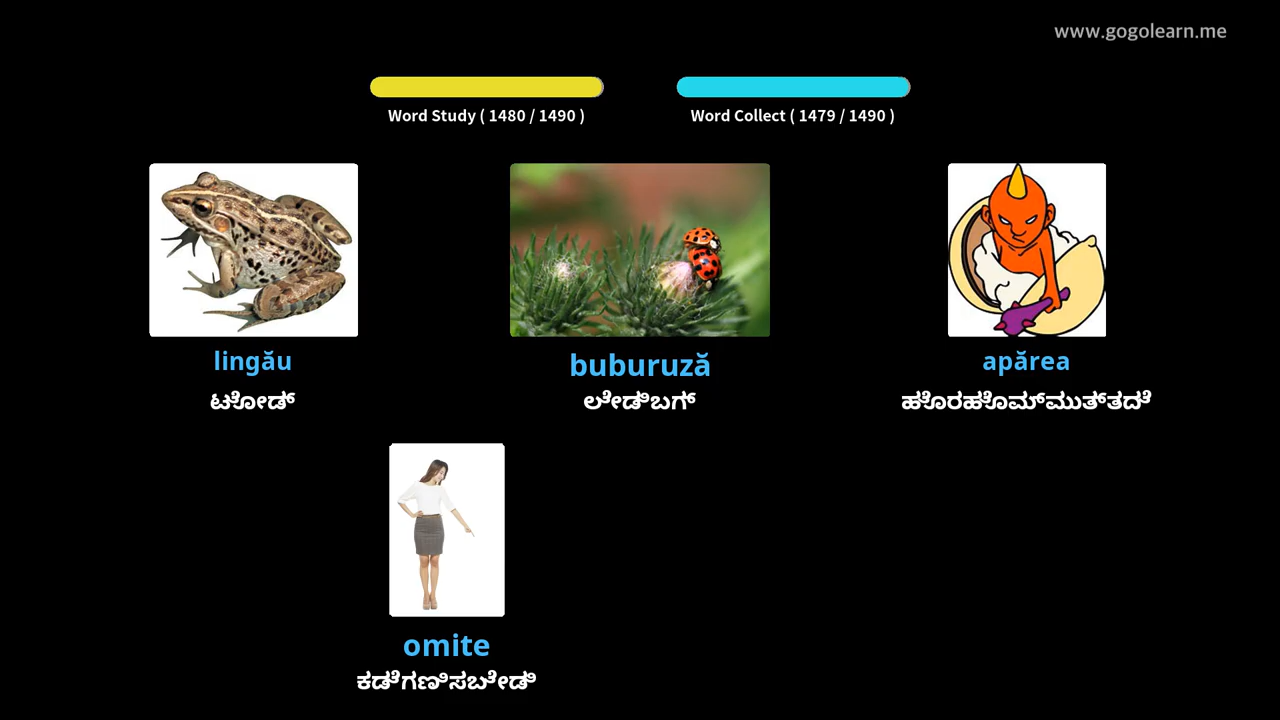 www.gogolearn.me
Word Study ( 1480 / 1490 )
Word Collect ( 1479 / 1490 )
lingău
buburuză
apărea
ಟೋಡ್
ಲೇಡಿಬಗ್
ಹೊರಹೊಮ್ಮುತ್ತದೆ
omite
ಕಡೆಗಣಿಸಬೇಡಿ